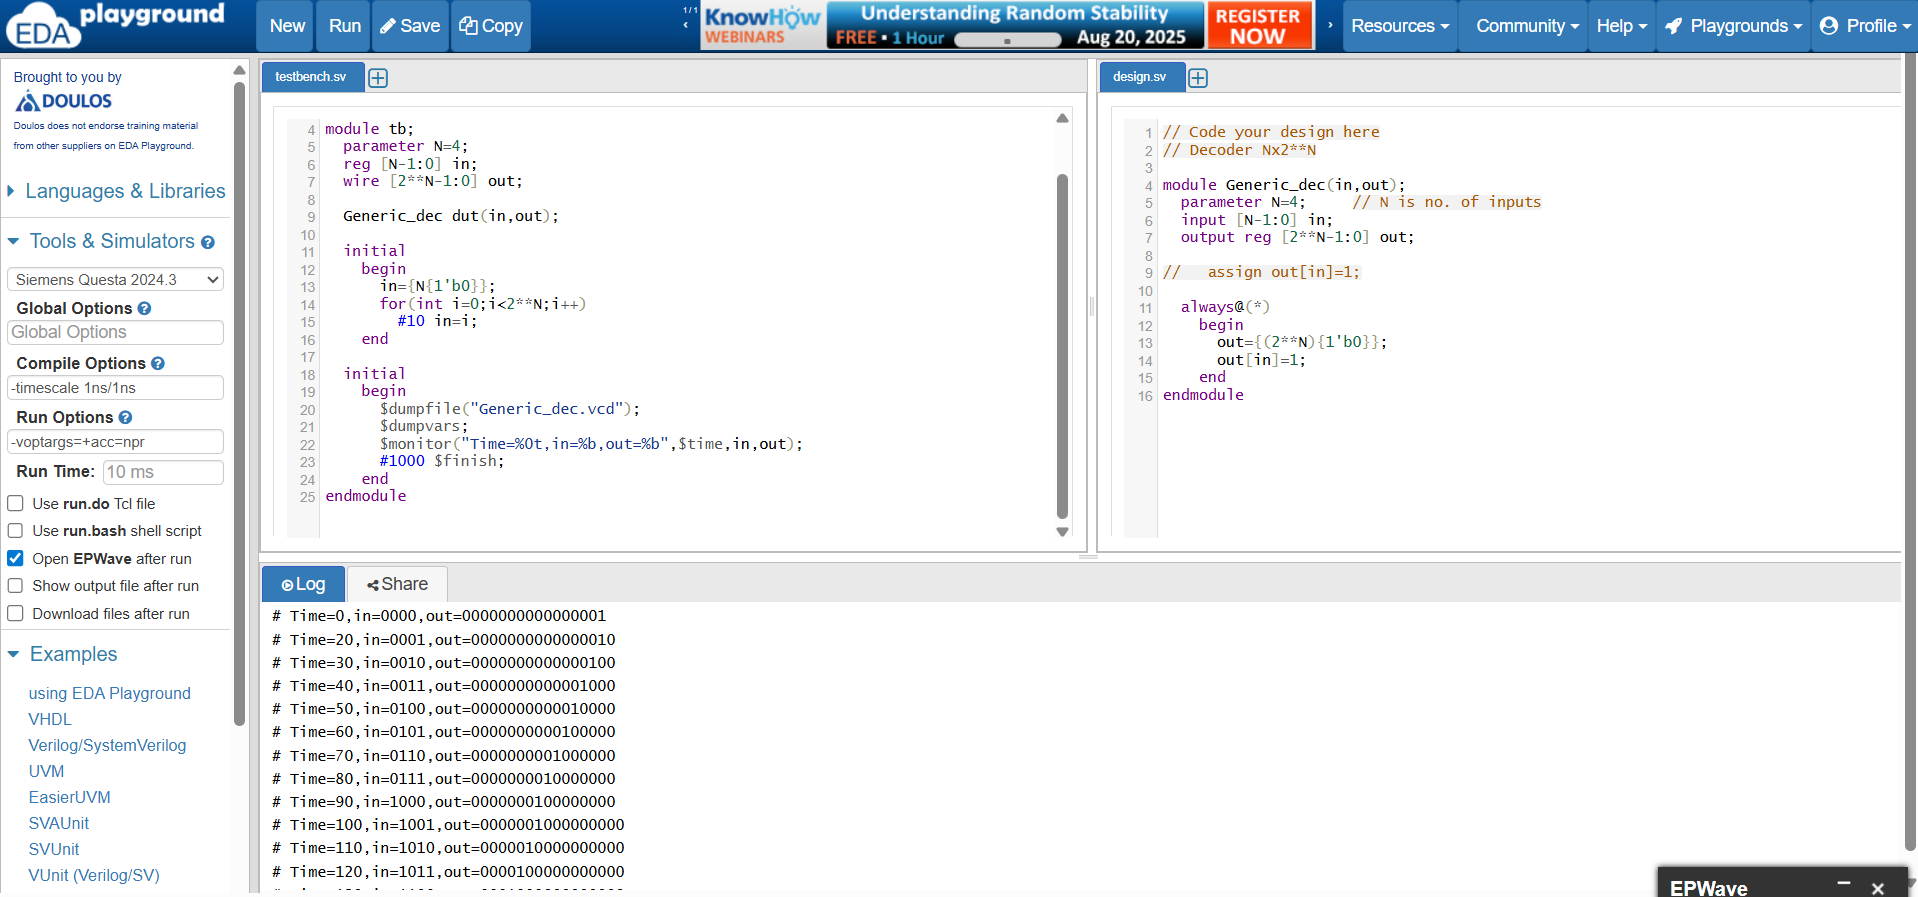 EDA playground
New
Run
Save
Copy
1/1
KnowHow
WEBINARS
Understanding Random Stability
FREE • 1 Hour
Aug 20, 2025
REGISTER
NOW
Resources
Community
Help
Playgrounds
Profile
Brought to you by
DOULOS
Doulos does not endorse training material
from other suppliers on EDA Playground.
Languages & Libraries
Tools & Simulators
Siemens Questa 2024.3
Global Options
Global Options
Compile Options
-timescale 1ns/1ns
Run Options
-voptargs=+acc=npr
Run Time: 10 ms
Use run.do Tcl file
Use run.bash shell script
Open EPWave after run
Show output file after run
Download files after run
Examples
using EDA Playground
VHDL
Verilog/SystemVerilog
UVM
EasierUVM
SVAUnit
SVUnit
VUnit (Verilog/SV)
testbench.sv
4 module tb;
5 parameter N=4;
6 reg [N-1:0] in;
7 wire [2**N-1:0] out;
8
9 Generic_dec dut(in,out);
10
11 initial
12 begin
13 in={N{1'b0}};
14 for(int i=0;i<2**N;i++)
15 #10 in=i;
16 end
17
18 initial
19 begin
20 $dumpfile("Generic_dec.vcd");
21 $dumpvars;
22 $monitor("Time=%0t,in=%b,out=%b",$time,in,out);
23 #1000 $finish;
24 end
25 endmodule
design.sv
1 // Code your design here
2 // Decoder Nx2**N
3
4 module Generic_dec(in,out);
5 parameter N=4; // N is no. of inputs
6 input [N-1:0] in;
7 output reg [2**N-1:0] out;
8
9 // assign out[in]=1;
10
11 always@(*)
12 begin
13 out={(2**N){1'b0}};
14 out[in]=1;
15 end
16 endmodule
Log
Share
# Time=0,in=0000,out=0000000000000001
# Time=20,in=0001,out=0000000000000010
# Time=30,in=0010,out=0000000000000100
# Time=40,in=0011,out=0000000000001000
# Time=50,in=0100,out=0000000000010000
# Time=60,in=0101,out=0000000000100000
# Time=70,in=0110,out=0000000001000000
# Time=80,in=0111,out=0000000010000000
# Time=90,in=1000,out=0000000100000000
# Time=100,in=1001,out=0000001000000000
# Time=110,in=1010,out=0000010000000000
# Time=120,in=1011,out=0000100000000000
EPWave